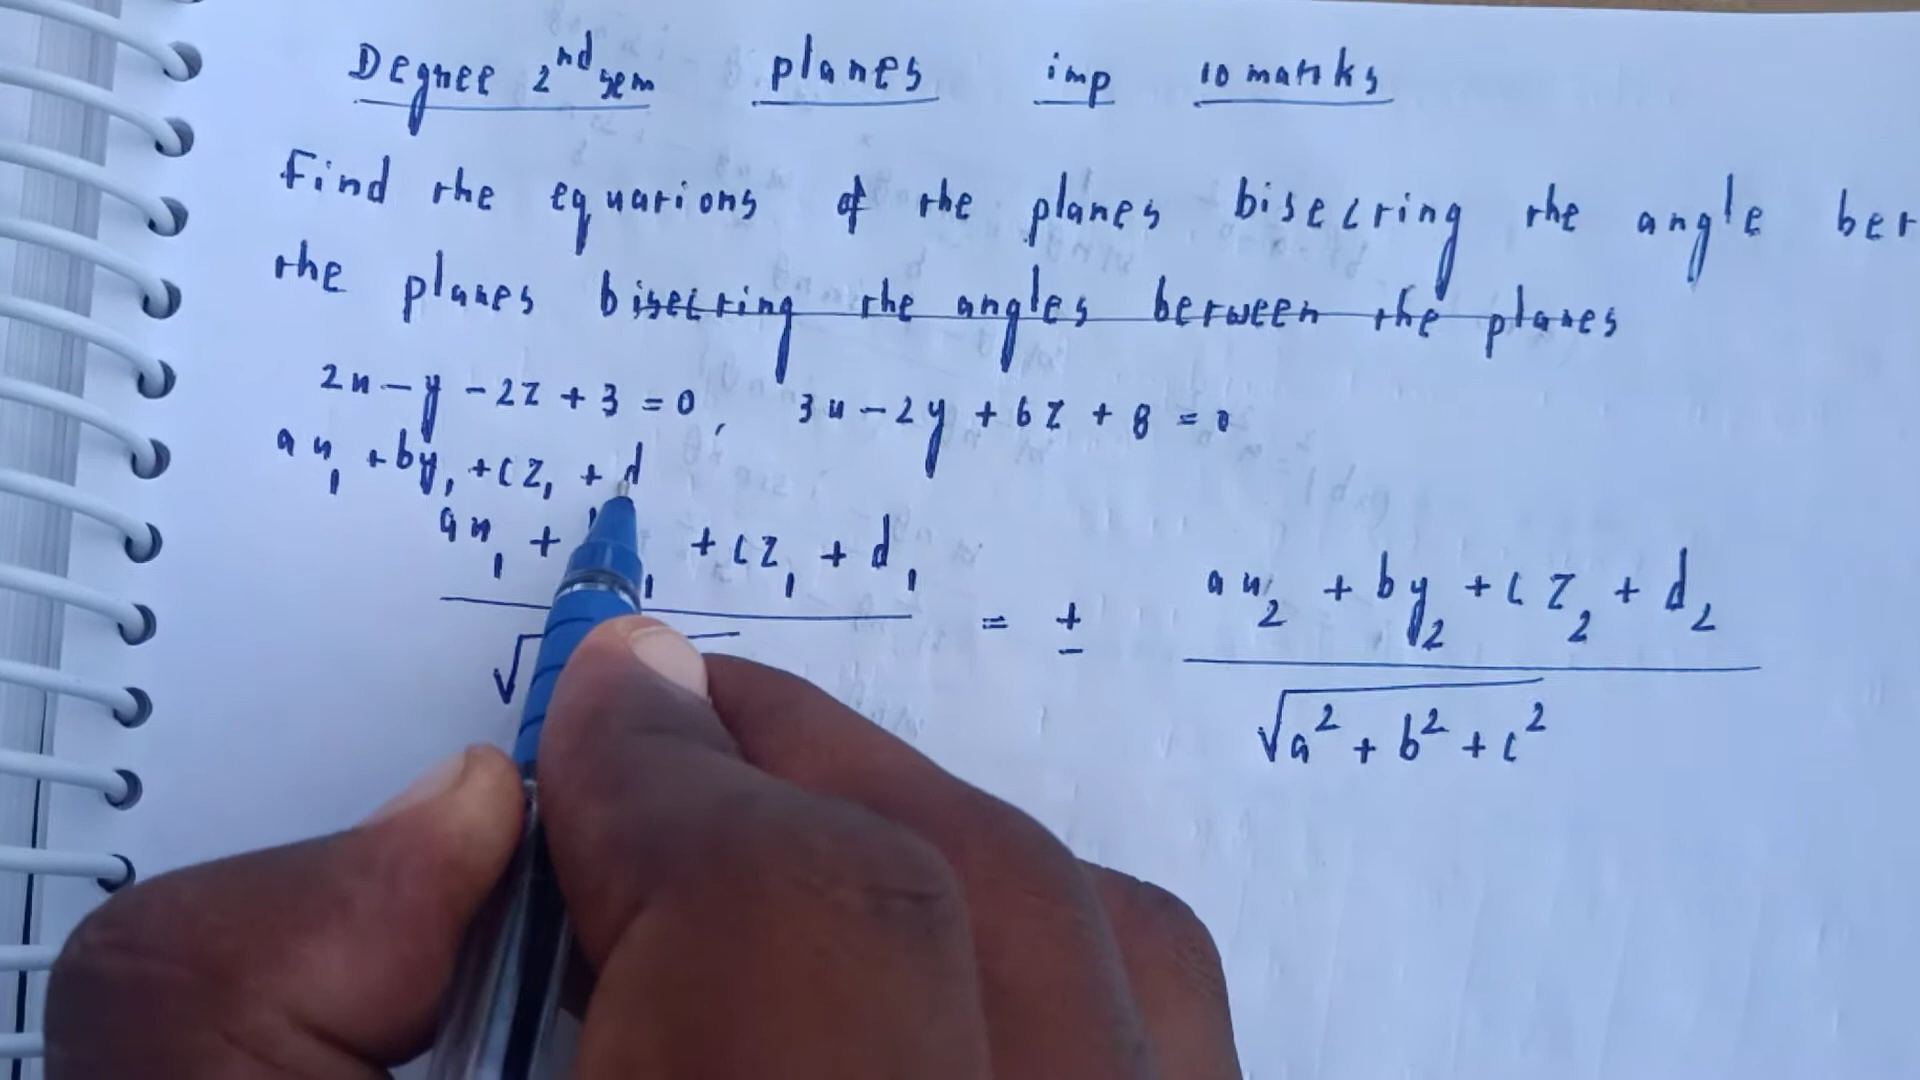 Degree 2nd sem planes imp 10 marks
Find the equations of the planes bisecting the angle bet
the planes bisecting the angles between the planes
2x - y - 2z + 3 = 0, 3x - 2y + 6z + 8 = 0
ax₁ + by₁ + cz₁ + d
ax₁ + ₁ + cz₁ + d₁
= ± ax₂ + by₂ + cz₂ + d₂
√
√a² + b² + c²